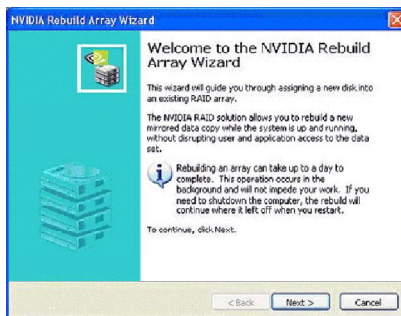 NVIDIA Rebuild Array Wizard
Welcome to the NVIDIA Rebuild
Array Wizard
This wizard will guide you through assigning a new disk into
an existing RAID array.
The NVIDIA RAID solution allows you to rebuild a new
mirrored data copy while the system is up and running,
without disrupting user and application access to the data
set.
Rebuilding an array can take up to a day to
complete. This operation occurs in the
background and will not impede your work. If you
need to shutdown the computer, the rebuild will
continue where it left off when you restart.
To continue, click Next.
< Back
Next >
Cancel